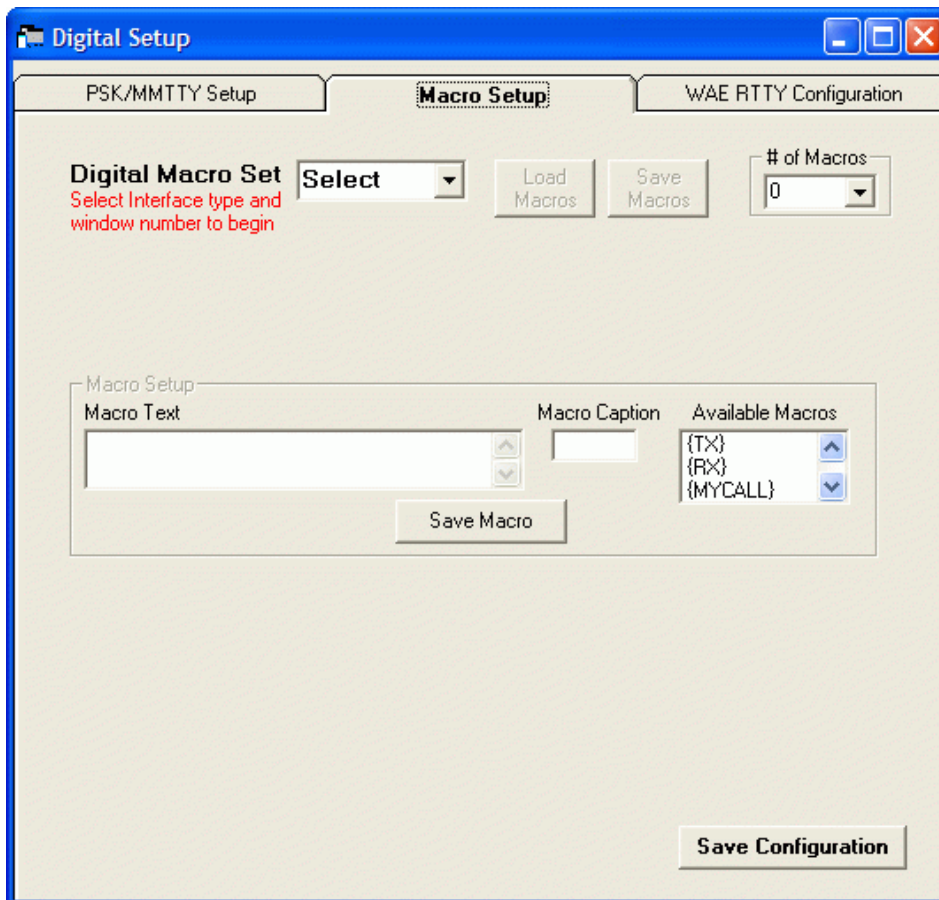 Digital Setup
PSK/MMTTY Setup
Macro Setup
WAE RTTY Configuration
Digital Macro Set
Select Interface type and
window number to begin
Select
Load
Macros
Save
Macros
# of Macros
0
Macro Setup
Macro Text
Macro Caption
Available Macros
{TX}
{RX}
{MYCALL}
Save Macro
Save Configuration